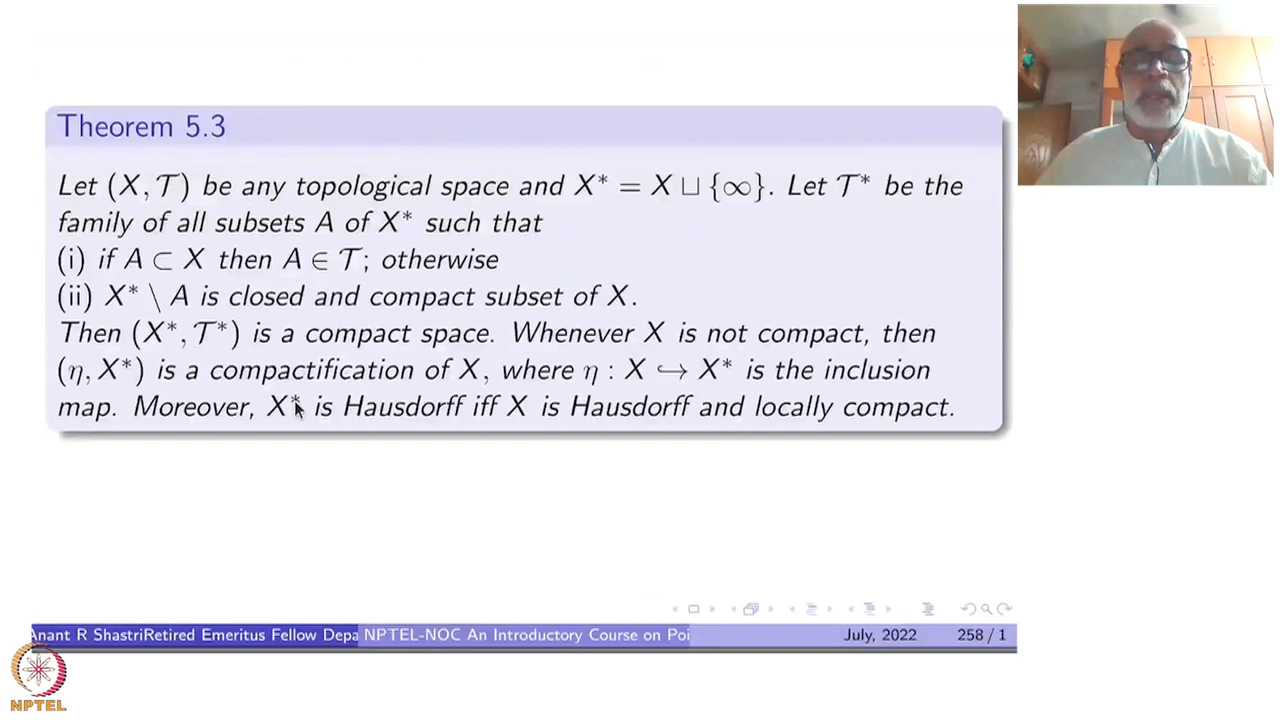 Theorem 5.3
Let (X, 𝒯) be any topological space and X* = X ⊔ {∞}. Let 𝒯* be the
family of all subsets A of X* such that
(i) if A ⊂ X then A ∈ 𝒯; otherwise
(ii) X* \ A is closed and compact subset of X.
Then (X*, 𝒯*) is a compact space. Whenever X is not compact, then
(η, X*) is a compactification of X, where η : X ↪ X* is the inclusion
map. Moreover, X* is Hausdorff iff X is Hausdorff and locally compact.
Anant R ShastriRetired Emeritus Fellow Depa NPTEL-NOC An Introductory Course on Poi July, 2022 258 / 1
NPTEL